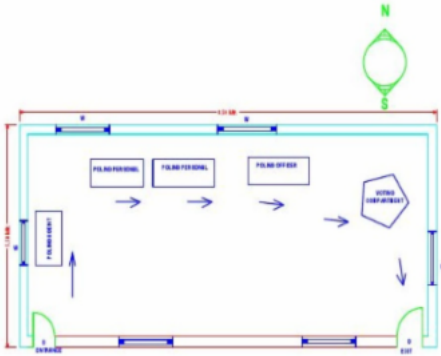 N
S
W
W
POLING PERSONEL
POLING PERSONEL
POLING OFFICER
VOTING
COMPARTMENT
POLING AGENT
W
D
ENTRANCE
D
EXIT